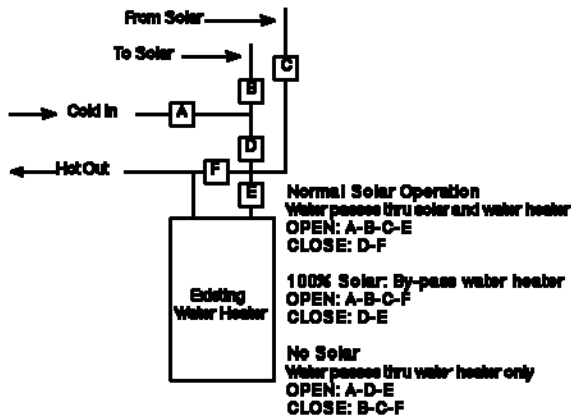 From Solar
To Solar
C
B
Cold In
A
D
Hot Out
F
E
Normal Solar Operation
Water passes thru solar and water heater
OPEN: A-B-C-E
CLOSE: D-F
Existing
Water Heater
100% Solar: By-pass water heater
OPEN: A-B-C-F
CLOSE: D-E
No Solar
Water passes thru water heater only
OPEN: A-D-E
CLOSE: B-C-F